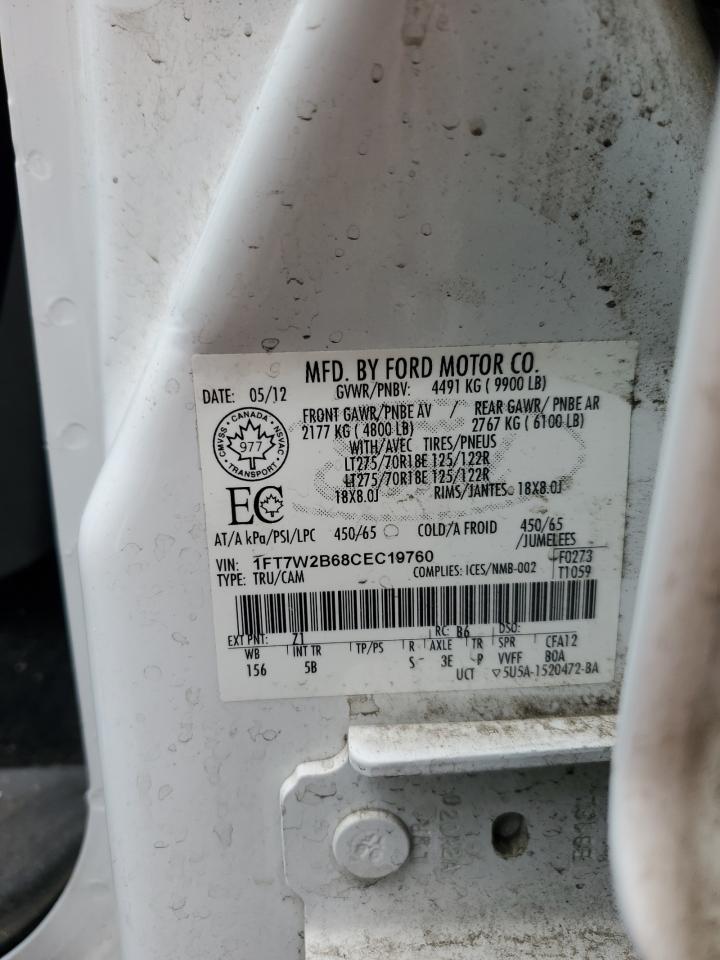 MFD. BY FORD MOTOR CO.
DATE: 05/12 GVWR/PNBV: 4491 KG ( 9900 LB)
FRONT GAWR/PNBE AV / REAR GAWR/ PNBE AR
2177 KG ( 4800 LB) 2767 KG ( 6100 LB)
WITH/AVEC TIRES/PNEUS
LT275/70R18E 125/122R
LT275/70R18E 125/122R
18X8.0J RIMS/JANTES: 18X8.0J
CMVSS • CANADA • NSVAC
977
TRANSPORT
EC
AT/A kPa/PSI/LPC 450/65 COLD/A FROID 450/65
/JUMELEES
VIN: 1FT7W2B68CEC19760
TYPE: TRU/CAM COMPLIES: ICES/NMB-002
F0273
T1059
EXT PNT: Z1 RC: B6 DSO:
WB INT TR TP/PS R AXLE TR SPR CFA12
156 5B S 3E P VVFF 80A
UCT ▽5U5A-1520472-BA